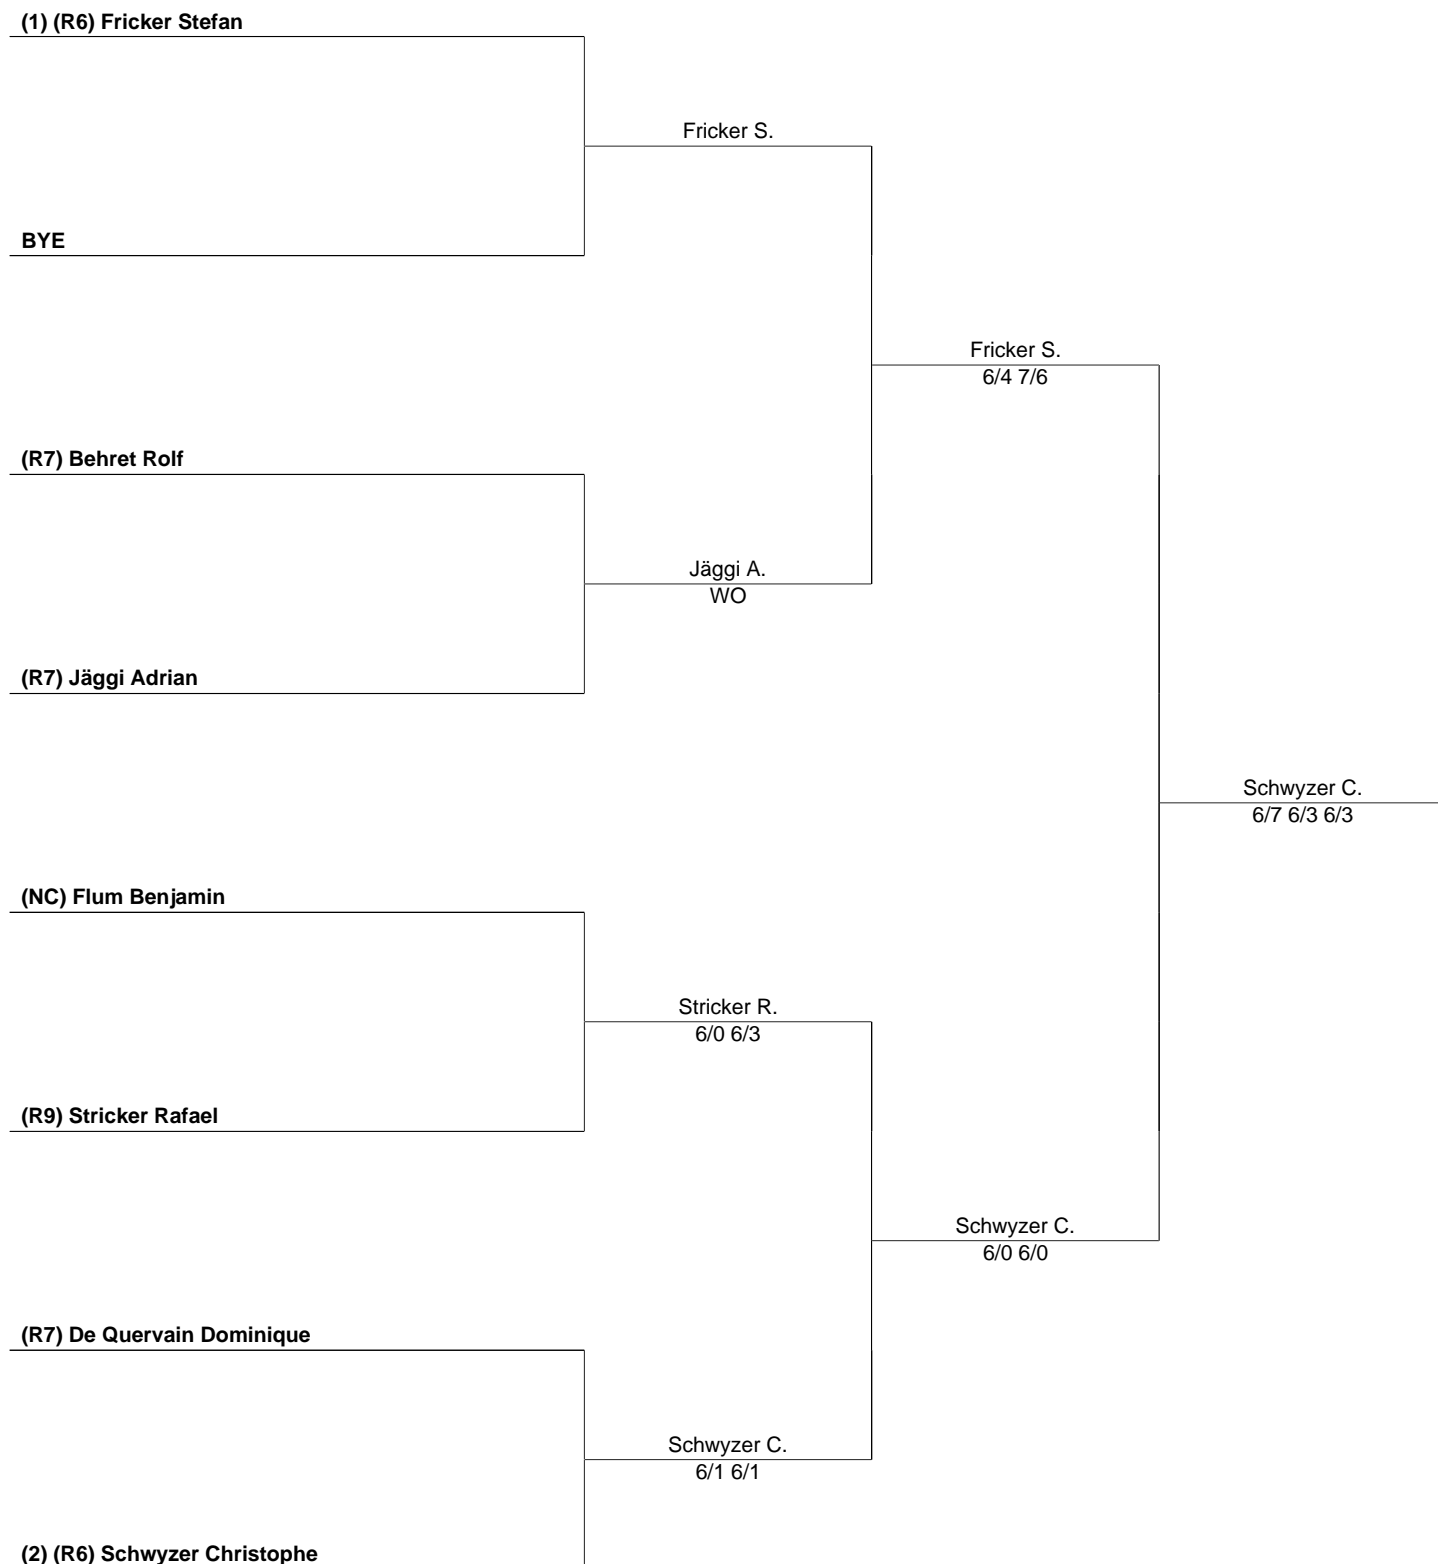 (1) (R6) Fricker Stefan
Fricker S.
BYE
Fricker S.
6/4 7/6
(R7) Behret Rolf
Jäggi A.
WO
(R7) Jäggi Adrian
Schwyzer C.
6/7 6/3 6/3
(NC) Flum Benjamin
Stricker R.
6/0 6/3
(R9) Stricker Rafael
Schwyzer C.
6/0 6/0
(R7) De Quervain Dominique
Schwyzer C.
6/1 6/1
(2) (R6) Schwyzer Christophe